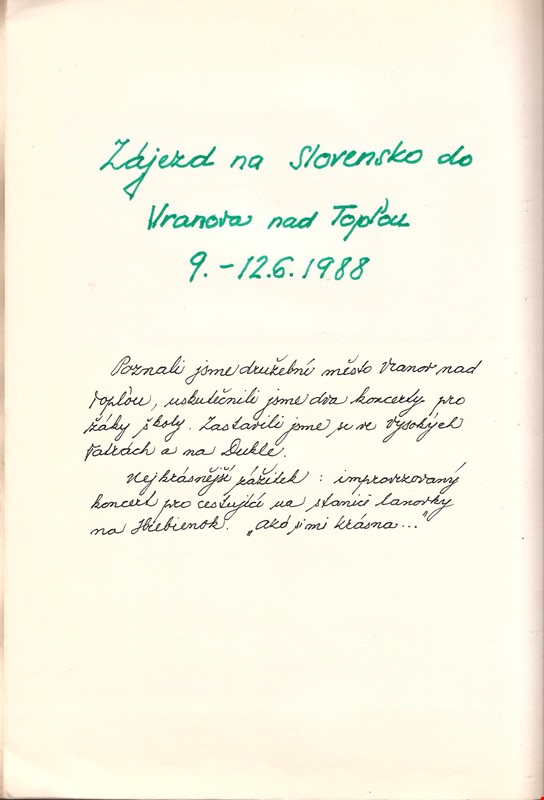 Zájezd na Slovensko do
Vranova nad Topľou
9. – 12.6.1988
Poznali jsme družební město Vranov nad
Topľou, uskutečnili jsme dva koncerty pro
žáky školy. Zastavili jsme se ve Vysokých
Tatrách a na Dukle.
Nejkrásnější zážitek : improvizovaný
koncert pro cestující na stanici lanovky
na Hrebienok. „Akó si mi krásna..."